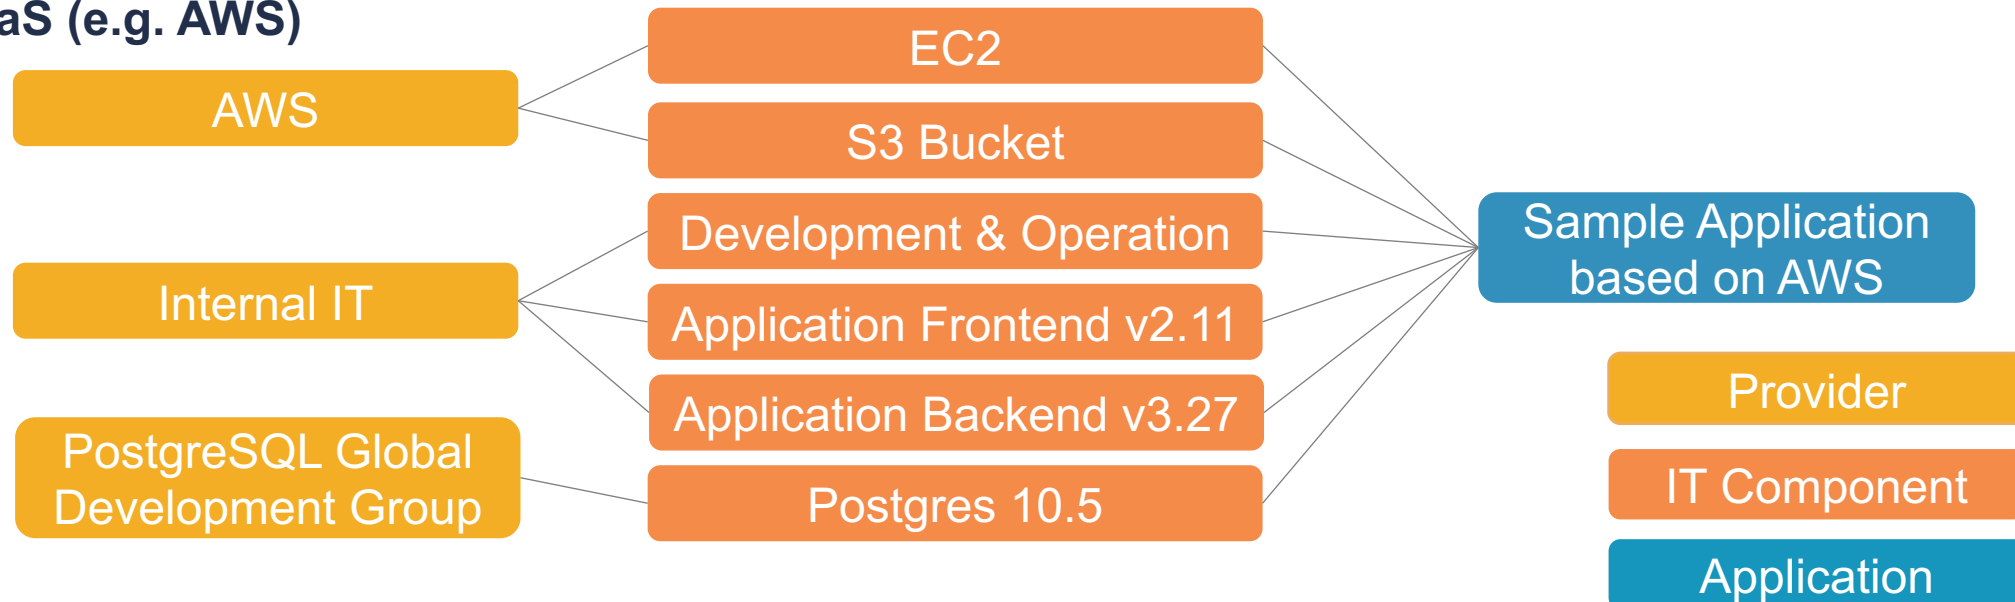 aS (e.g. AWS)
AWS
Internal IT
PostgreSQL Global
Development Group
EC2
S3 Bucket
Development & Operation
Application Frontend v2.11
Application Backend v3.27
Postgres 10.5
Sample Application
based on AWS
Provider
IT Component
Application